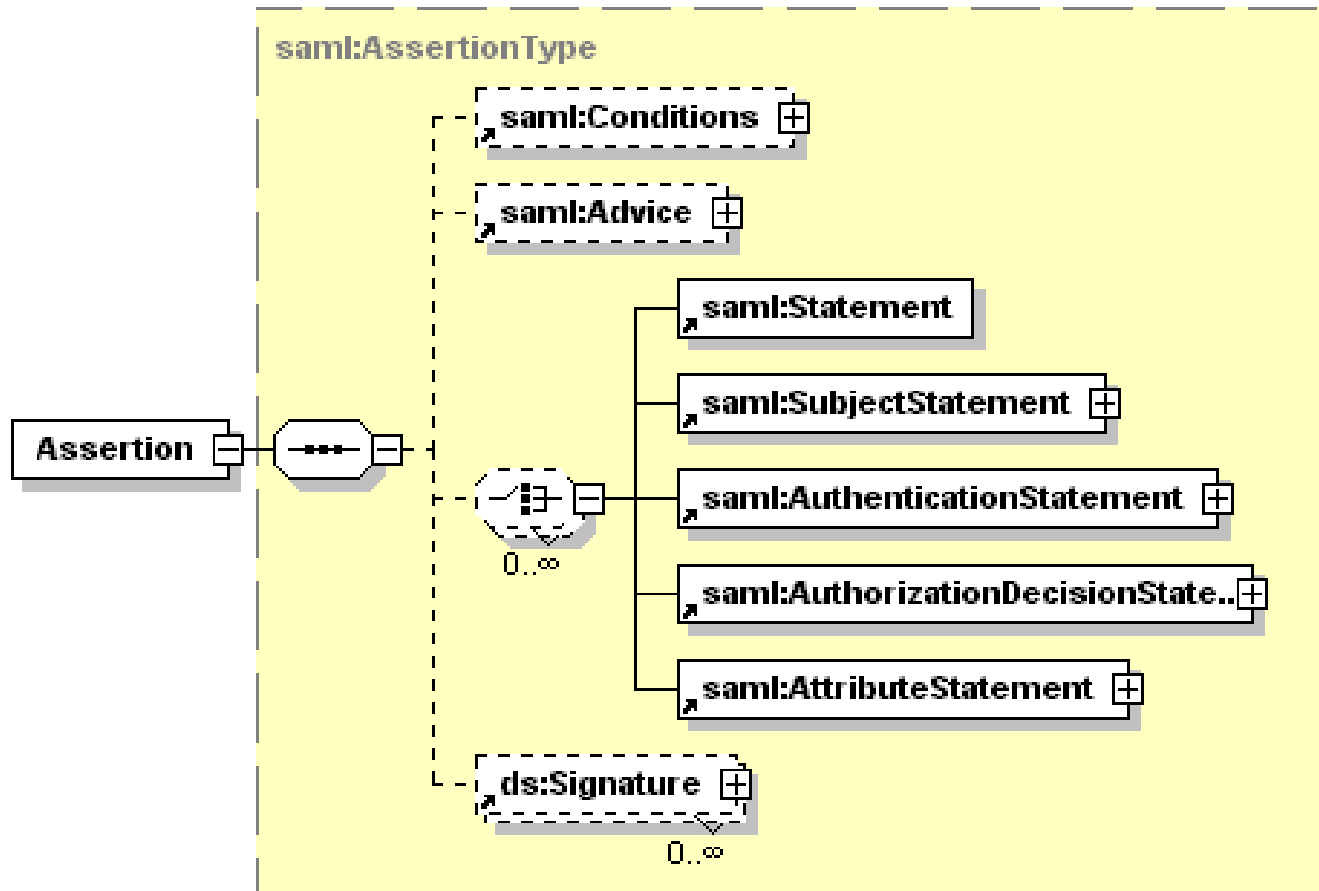 saml:AssertionType
saml:Conditions
saml:Advice
saml:Statement
saml:SubjectStatement
Assertion
saml:AuthenticationStatement
0..∞
saml:AuthorizationDecisionState..
saml:AttributeStatement
ds:Signature
0..∞